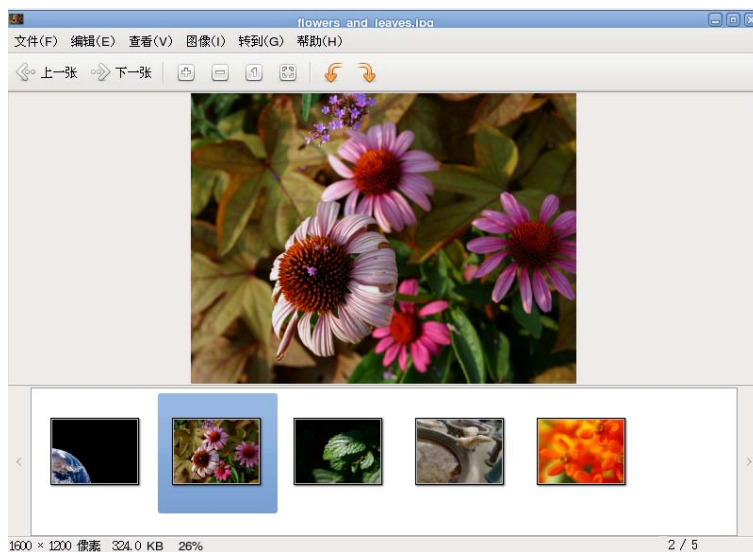 flowers_and_leaves.jpg
文件(F) 编辑(E) 查看(V) 图像(I) 转到(G) 帮助(H)
上一张 下一张 1
1600 × 1200 像素 324.0 KB 26% 2 / 5